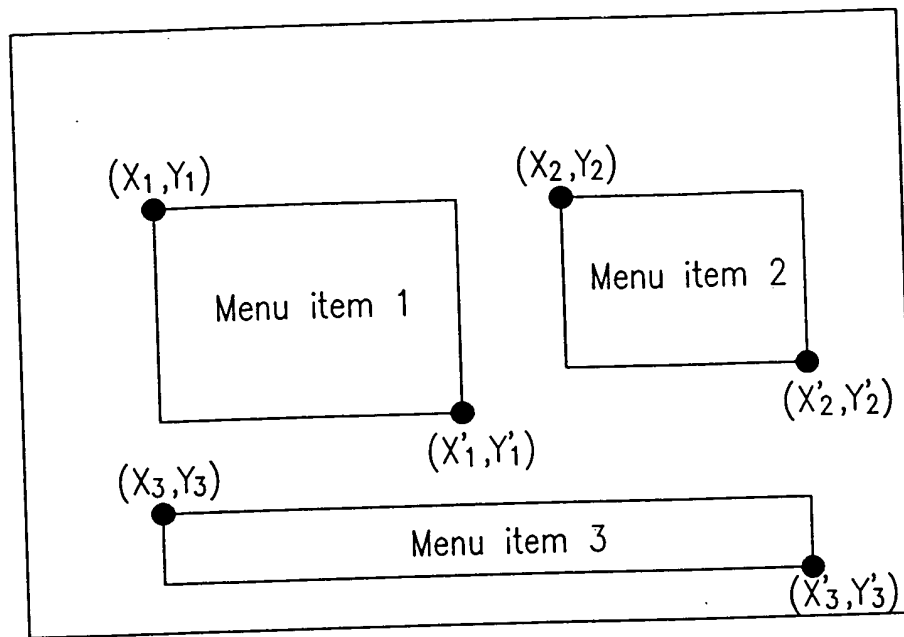 (X₁,Y₁)
(X₂,Y₂)
Menu item 1
Menu item 2
(X'₂,Y'₂)
(X'₁,Y'₁)
(X₃,Y₃)
Menu item 3
(X'₃,Y'₃)